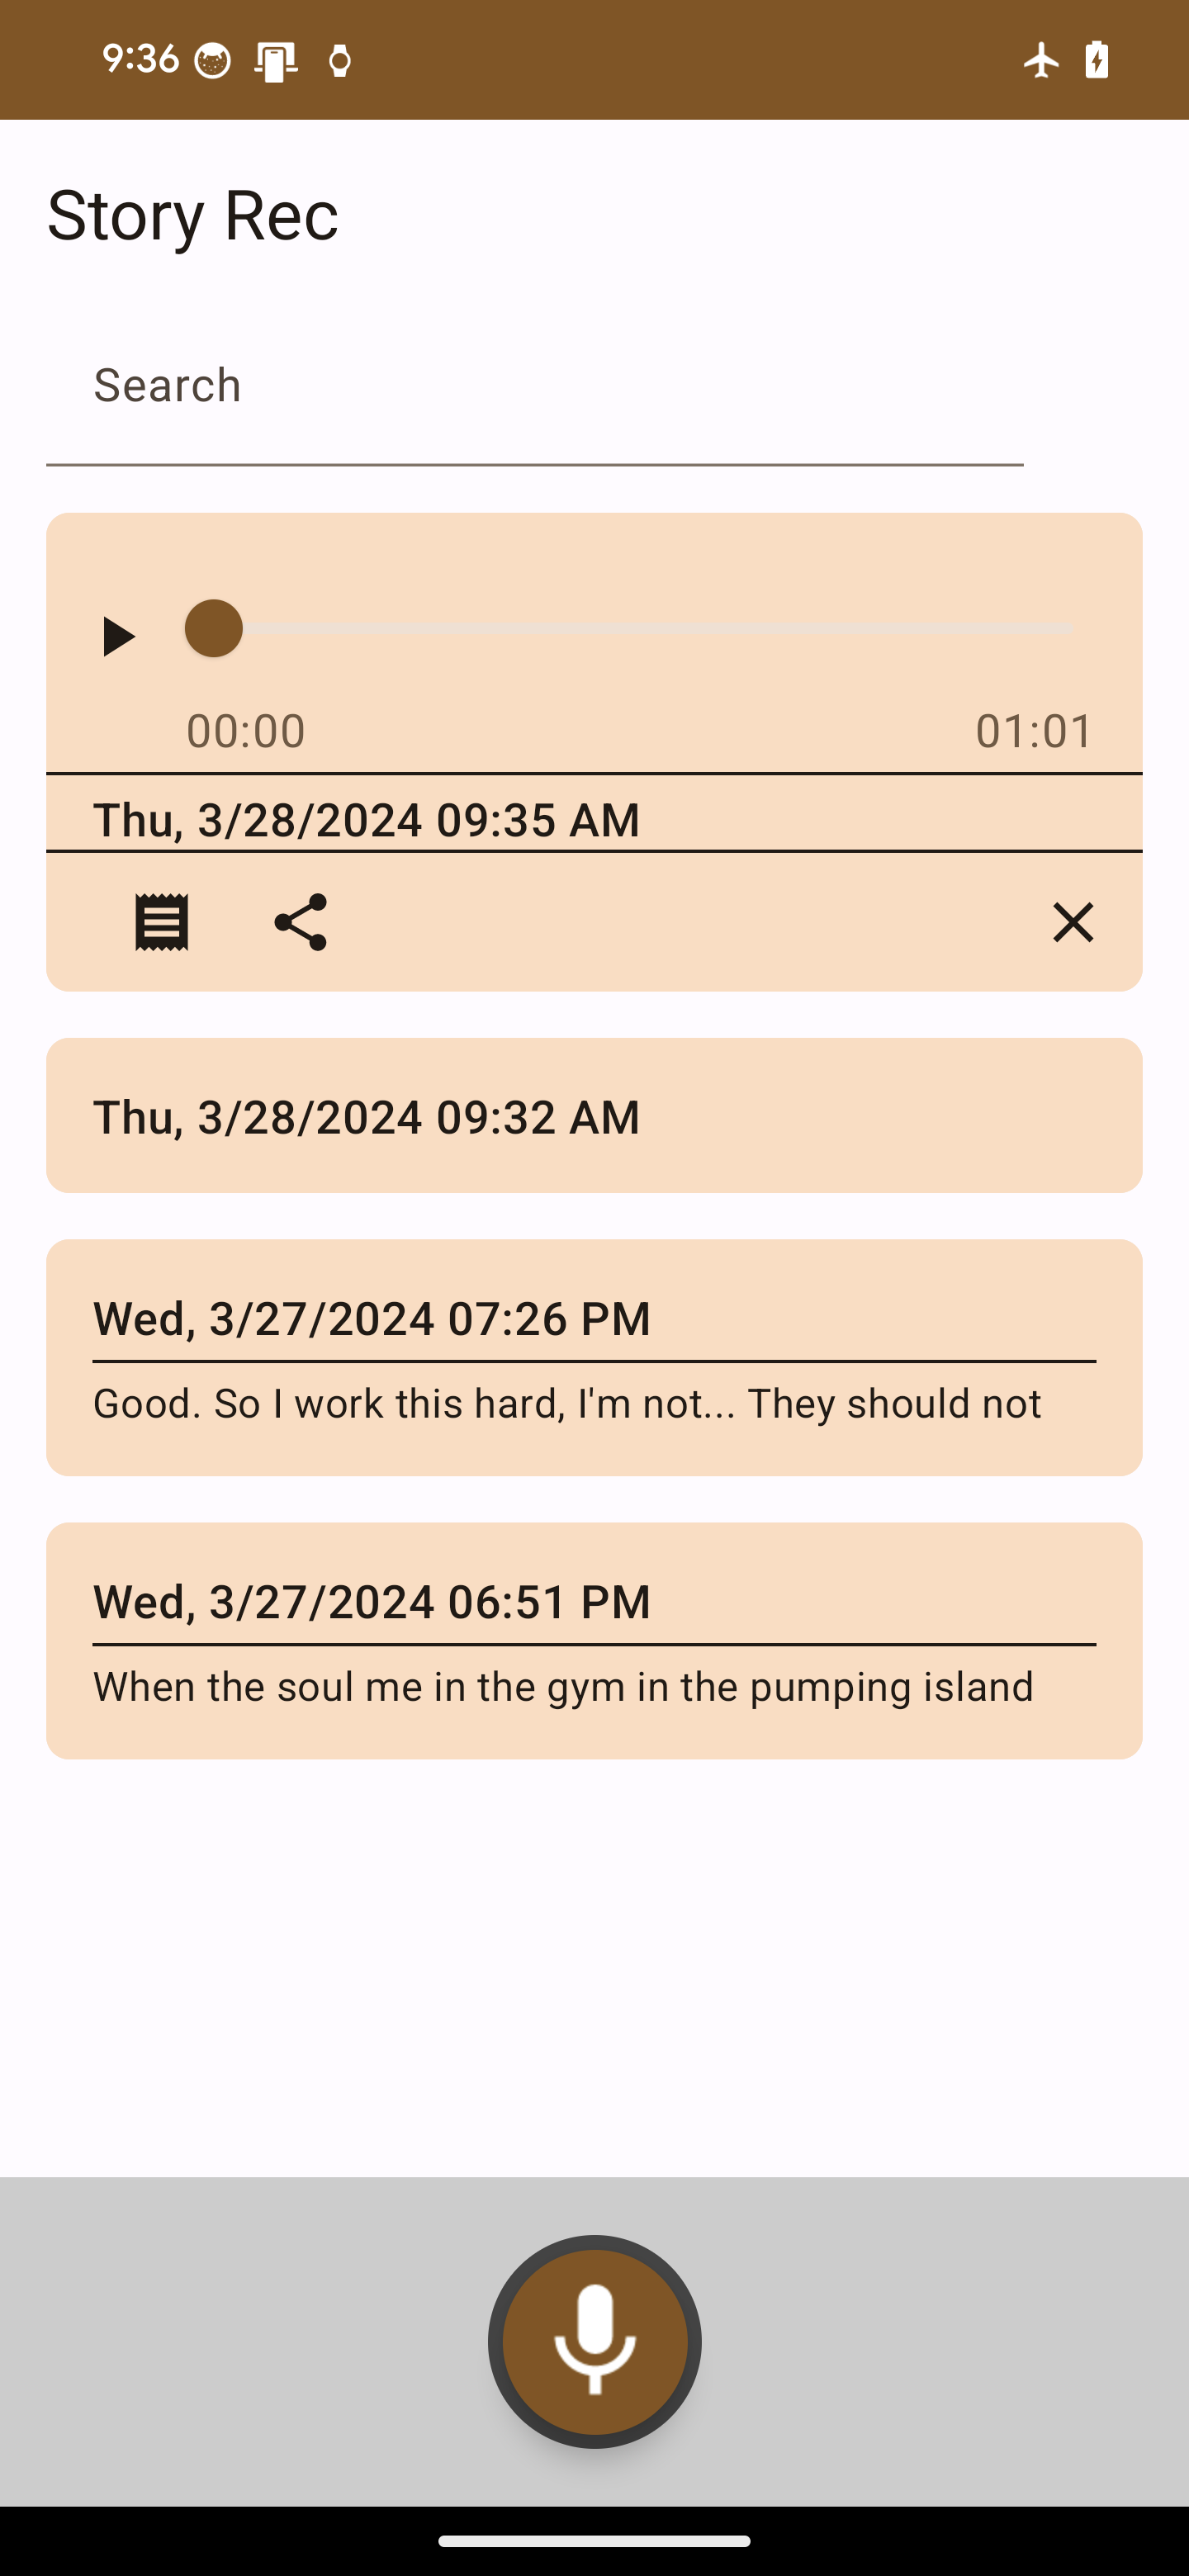 9:36
Story Rec
Search
00:00 01:01
Thu, 3/28/2024 09:35 AM
Thu, 3/28/2024 09:32 AM
Wed, 3/27/2024 07:26 PM
Good. So I work this hard, I'm not... They should not
Wed, 3/27/2024 06:51 PM
When the soul me in the gym in the pumping island